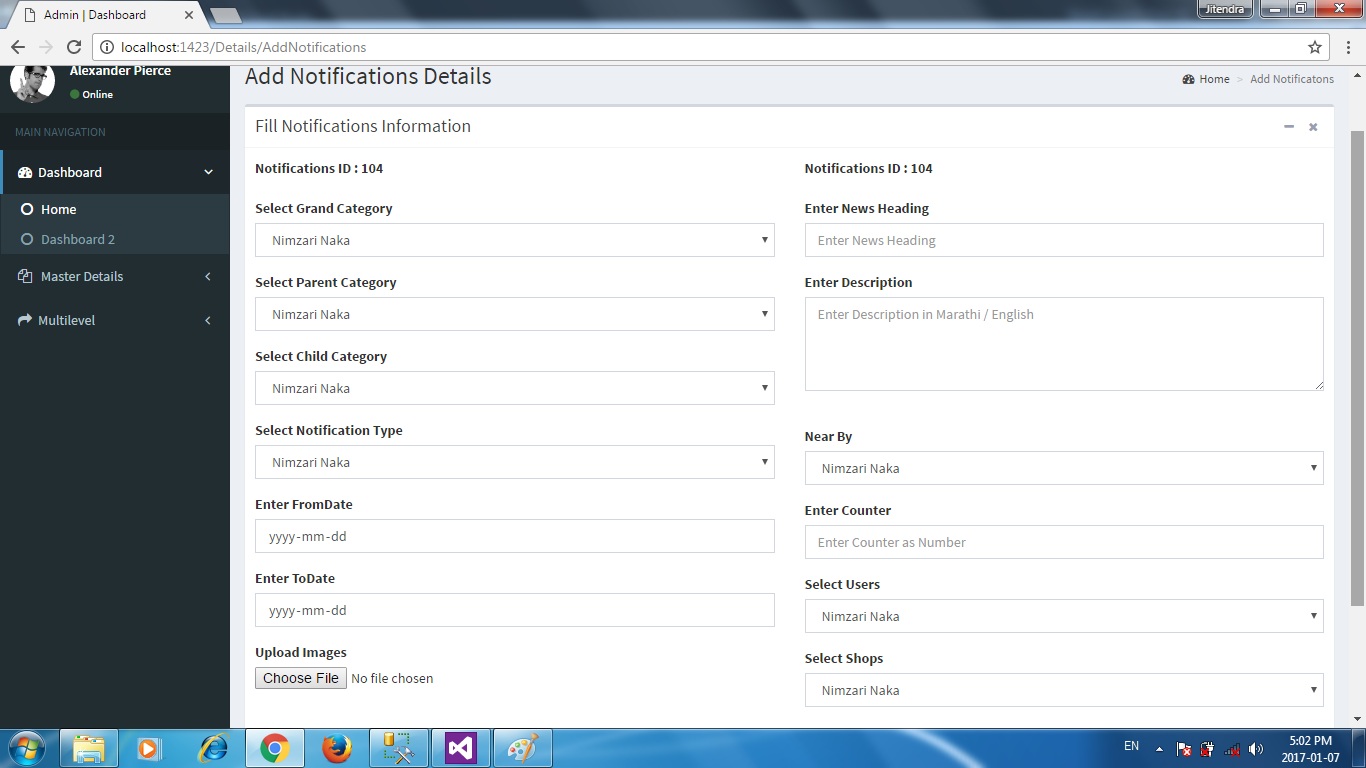 Admin | Dashboard
Jitendra
localhost:1423/Details/AddNotifications
Alexander Pierce
Online
MAIN NAVIGATION
Dashboard
Home
Dashboard 2
Master Details
Multilevel
Add Notifications Details
Home > Add Notificatons
Fill Notifications Information
Notifications ID : 104
Select Grand Category
Nimzari Naka
Select Parent Category
Nimzari Naka
Select Child Category
Nimzari Naka
Select Notification Type
Nimzari Naka
Enter FromDate
yyyy-mm-dd
Enter ToDate
yyyy-mm-dd
Upload Images
Choose File No file chosen
Notifications ID : 104
Enter News Heading
Enter News Heading
Enter Description
Enter Description in Marathi / English
Near By
Nimzari Naka
Enter Counter
Enter Counter as Number
Select Users
Nimzari Naka
Select Shops
Nimzari Naka
EN
5:02 PM
2017-01-07